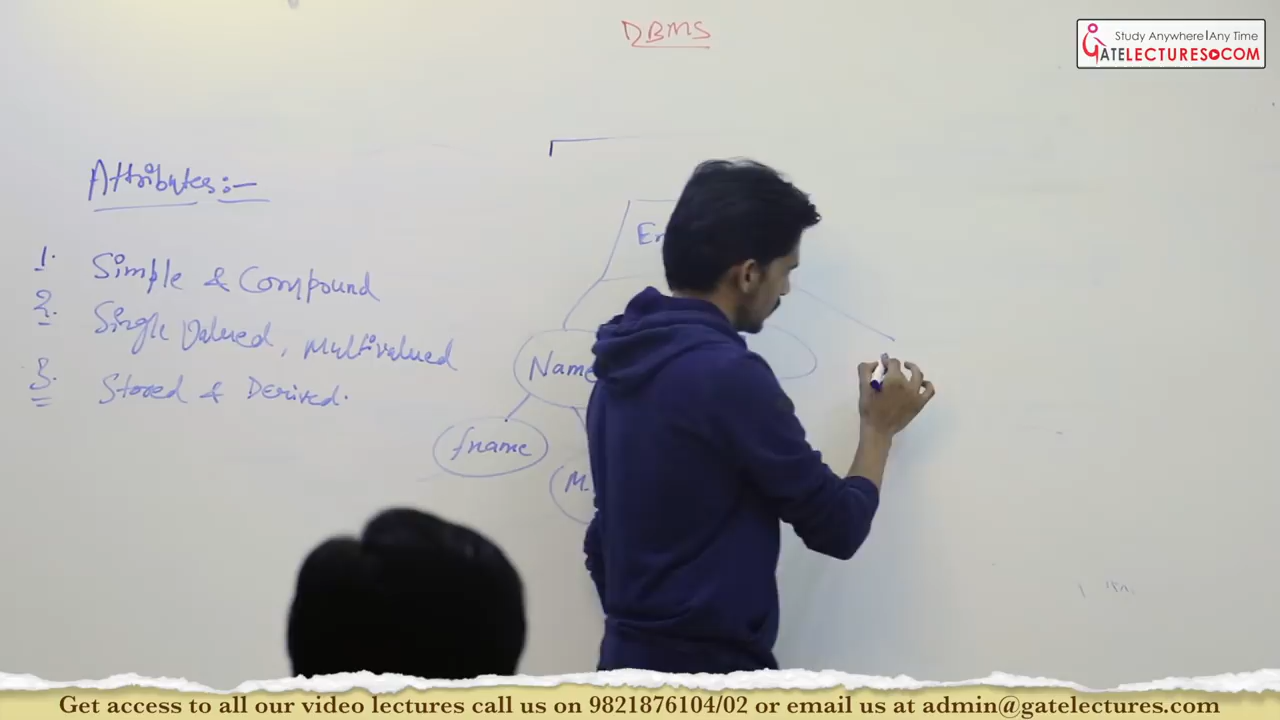 DBMS
Study Anywhere | Any Time
GATELECTURES.COM
Attributes:-
1. Simple & Compound
2. Single Valued, Multivalued
3. Stored & Derived.
Name
fname
Get access to all our video lectures call us on 9821876104/02 or email us at admin@gatelectures.com